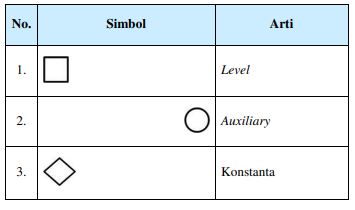 No. Simbol Arti
1. Level
2. Auxiliary
3. Konstanta